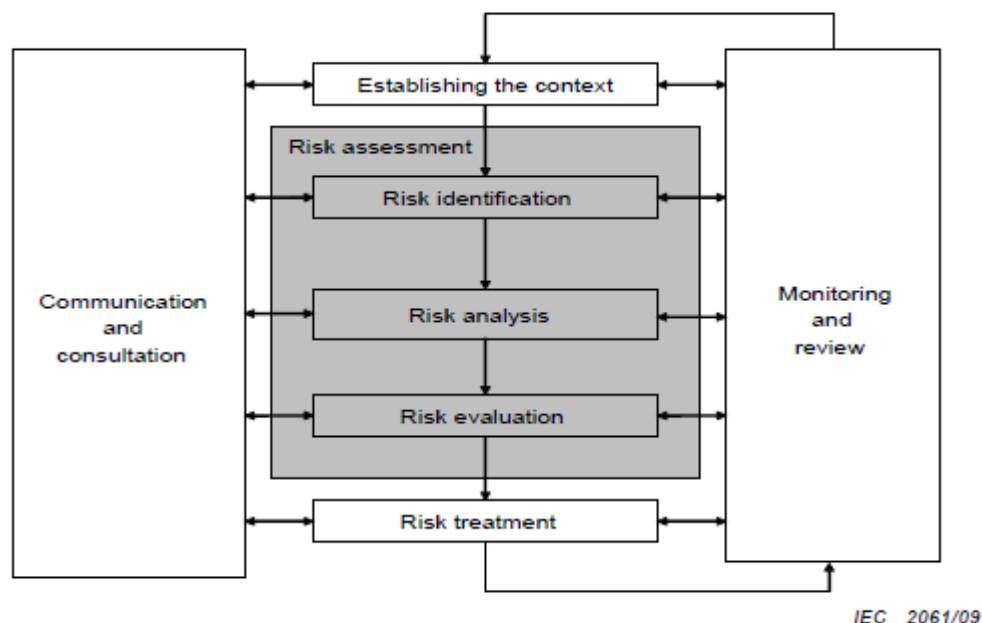 Establishing the context
Risk assessment
Risk identification
Communication
and
consultation
Risk analysis
Monitoring
and
review
Risk evaluation
Risk treatment
IEC 2061/09